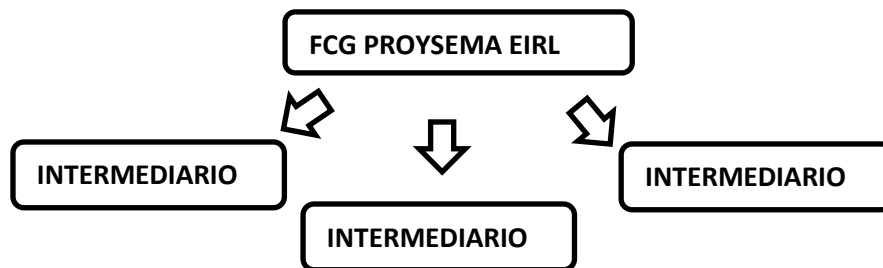 FCG PROYSEMA EIRL
INTERMEDIARIO
INTERMEDIARIO
INTERMEDIARIO